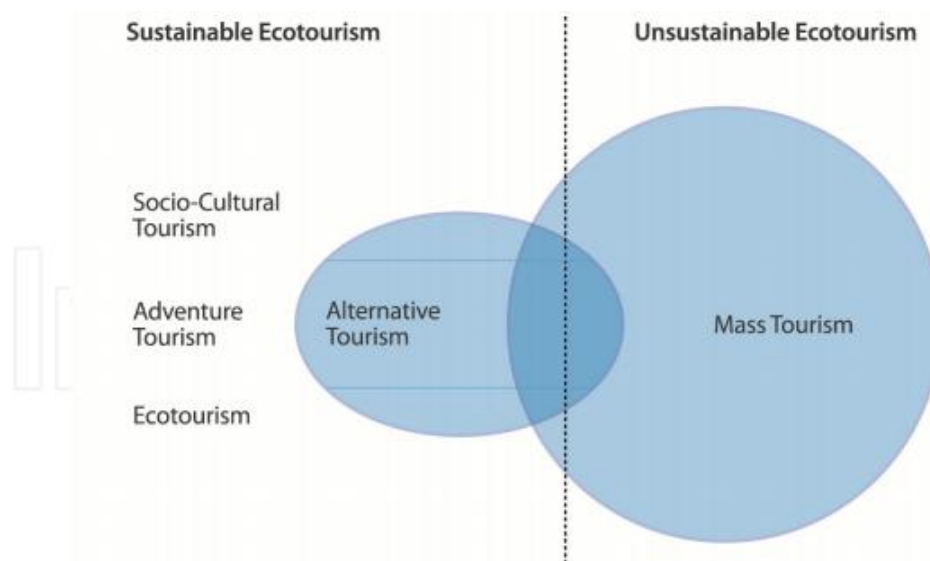 Sustainable Ecotourism
Unsustainable Ecotourism
Socio-Cultural
Tourism
Adventure
Tourism
Alternative
Tourism
Mass Tourism
Ecotourism